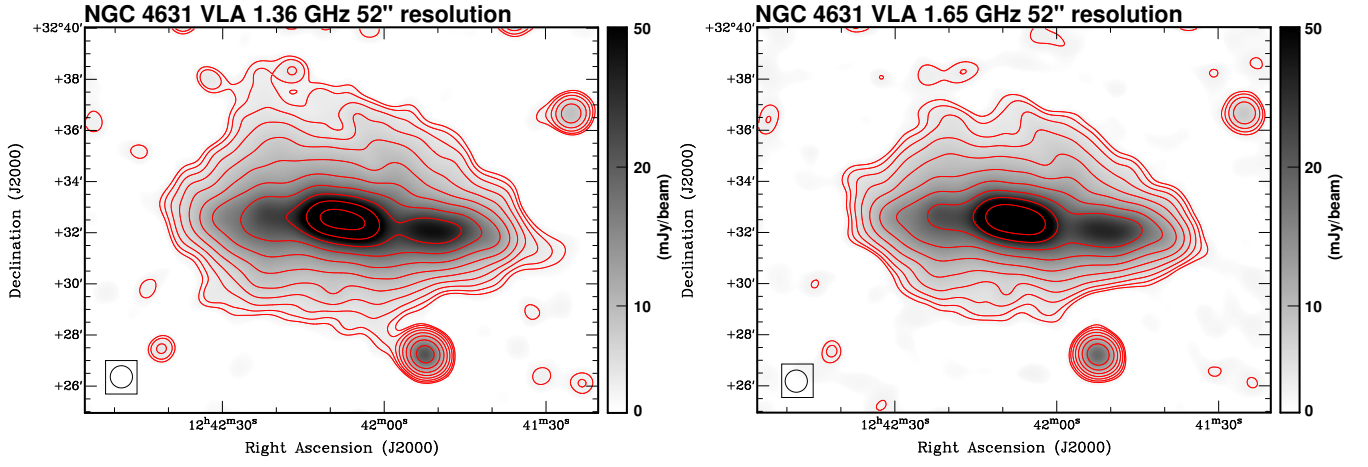 NGC 4631 VLA 1.36 GHz 52" resolution
+32°40'
38'
36'
34'
32'
30'
28'
26'
Declination (J2000)
12ʰ42ᵐ30ˢ
42ᵐ00ˢ
41ᵐ30ˢ
Right Ascension (J2000)
50
20
10
0
(mJy/beam)
NGC 4631 VLA 1.65 GHz 52" resolution
+32°40'
38'
36'
34'
32'
30'
28'
26'
Declination (J2000)
12ʰ42ᵐ30ˢ
42ᵐ00ˢ
41ᵐ30ˢ
Right Ascension (J2000)
50
20
10
0
(mJy/beam)